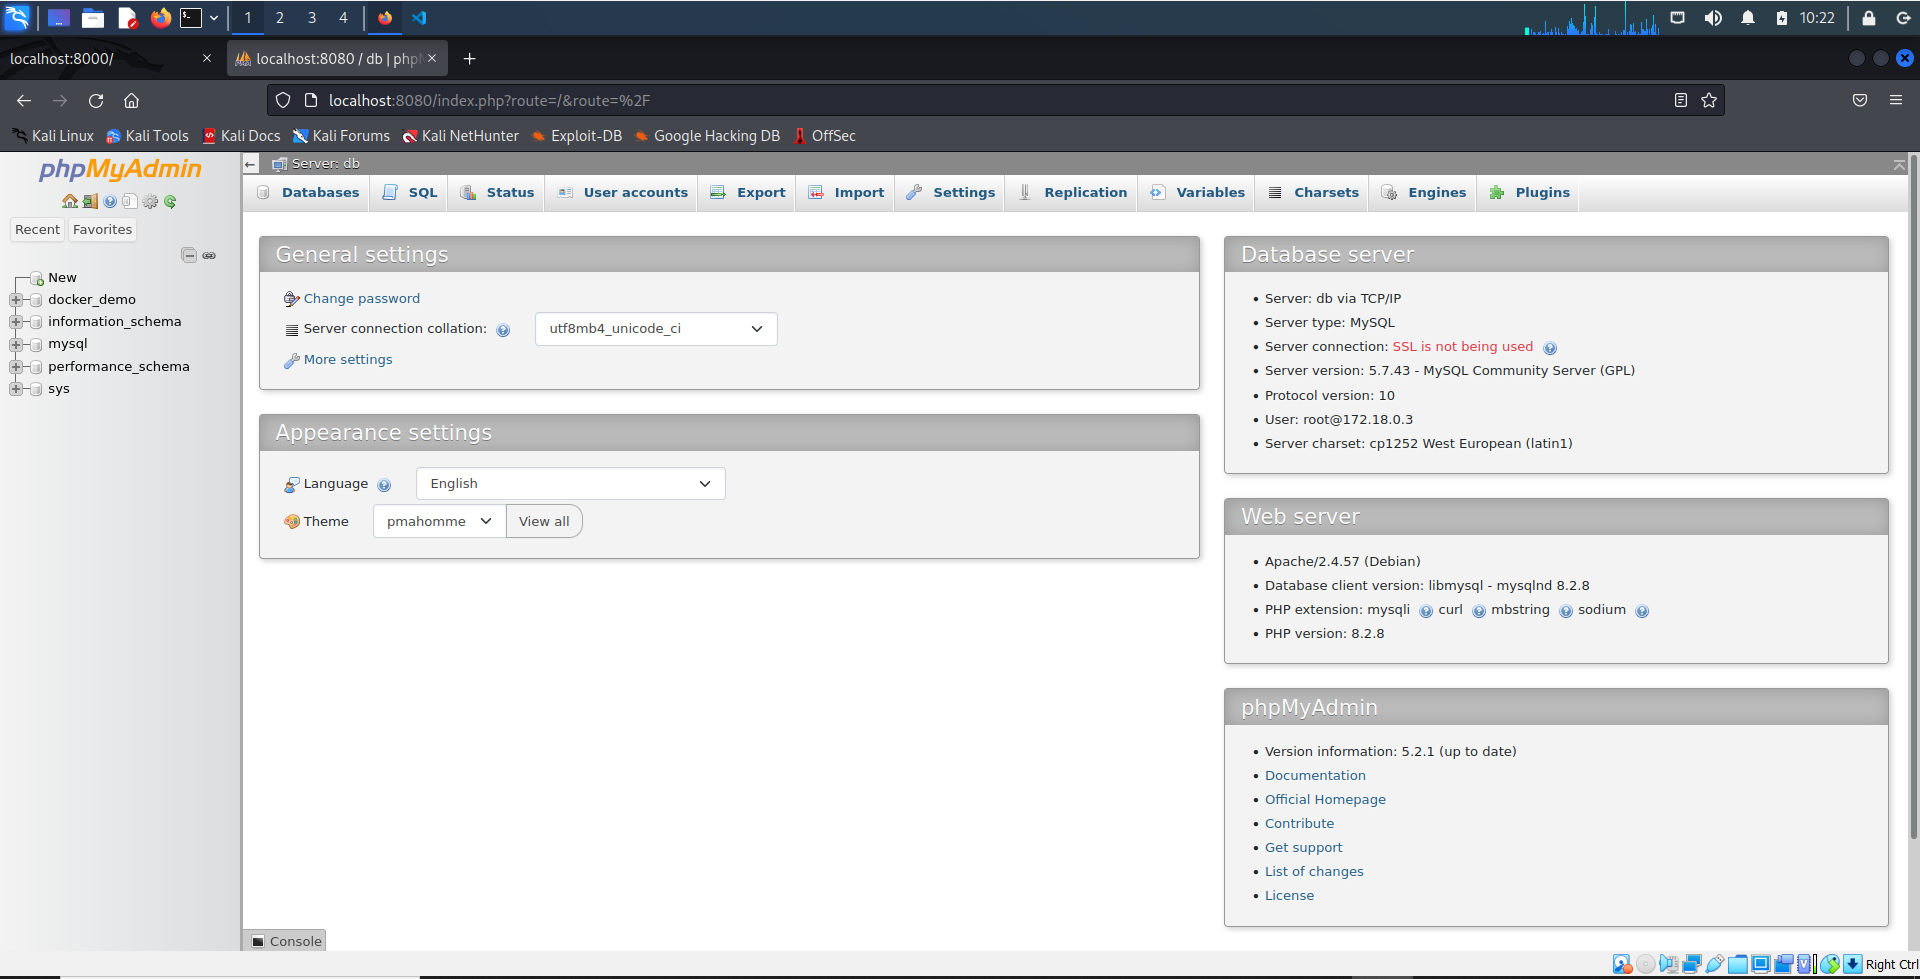 1 2 3 4
10:22
localhost:8000/
localhost:8080 / db | php
localhost:8080/index.php?route=/&route=%2F
Kali Linux Kali Tools Kali Docs Kali Forums Kali NetHunter Exploit-DB Google Hacking DB OffSec
phpMyAdmin
Recent Favorites
New
docker_demo
information_schema
mysql
performance_schema
sys
Server: db
Databases SQL Status User accounts Export Import Settings Replication Variables Charsets Engines Plugins
General settings
Change password
Server connection collation: utf8mb4_unicode_ci
More settings
Appearance settings
Language English
Theme pmahomme View all
Database server
• Server: db via TCP/IP
• Server type: MySQL
• Server connection: SSL is not being used
• Server version: 5.7.43 - MySQL Community Server (GPL)
• Protocol version: 10
• User: root@172.18.0.3
• Server charset: cp1252 West European (latin1)
Web server
• Apache/2.4.57 (Debian)
• Database client version: libmysql - mysqlnd 8.2.8
• PHP extension: mysqli curl mbstring sodium
• PHP version: 8.2.8
phpMyAdmin
• Version information: 5.2.1 (up to date)
• Documentation
• Official Homepage
• Contribute
• Get support
• List of changes
• License
Console
Right Ctrl